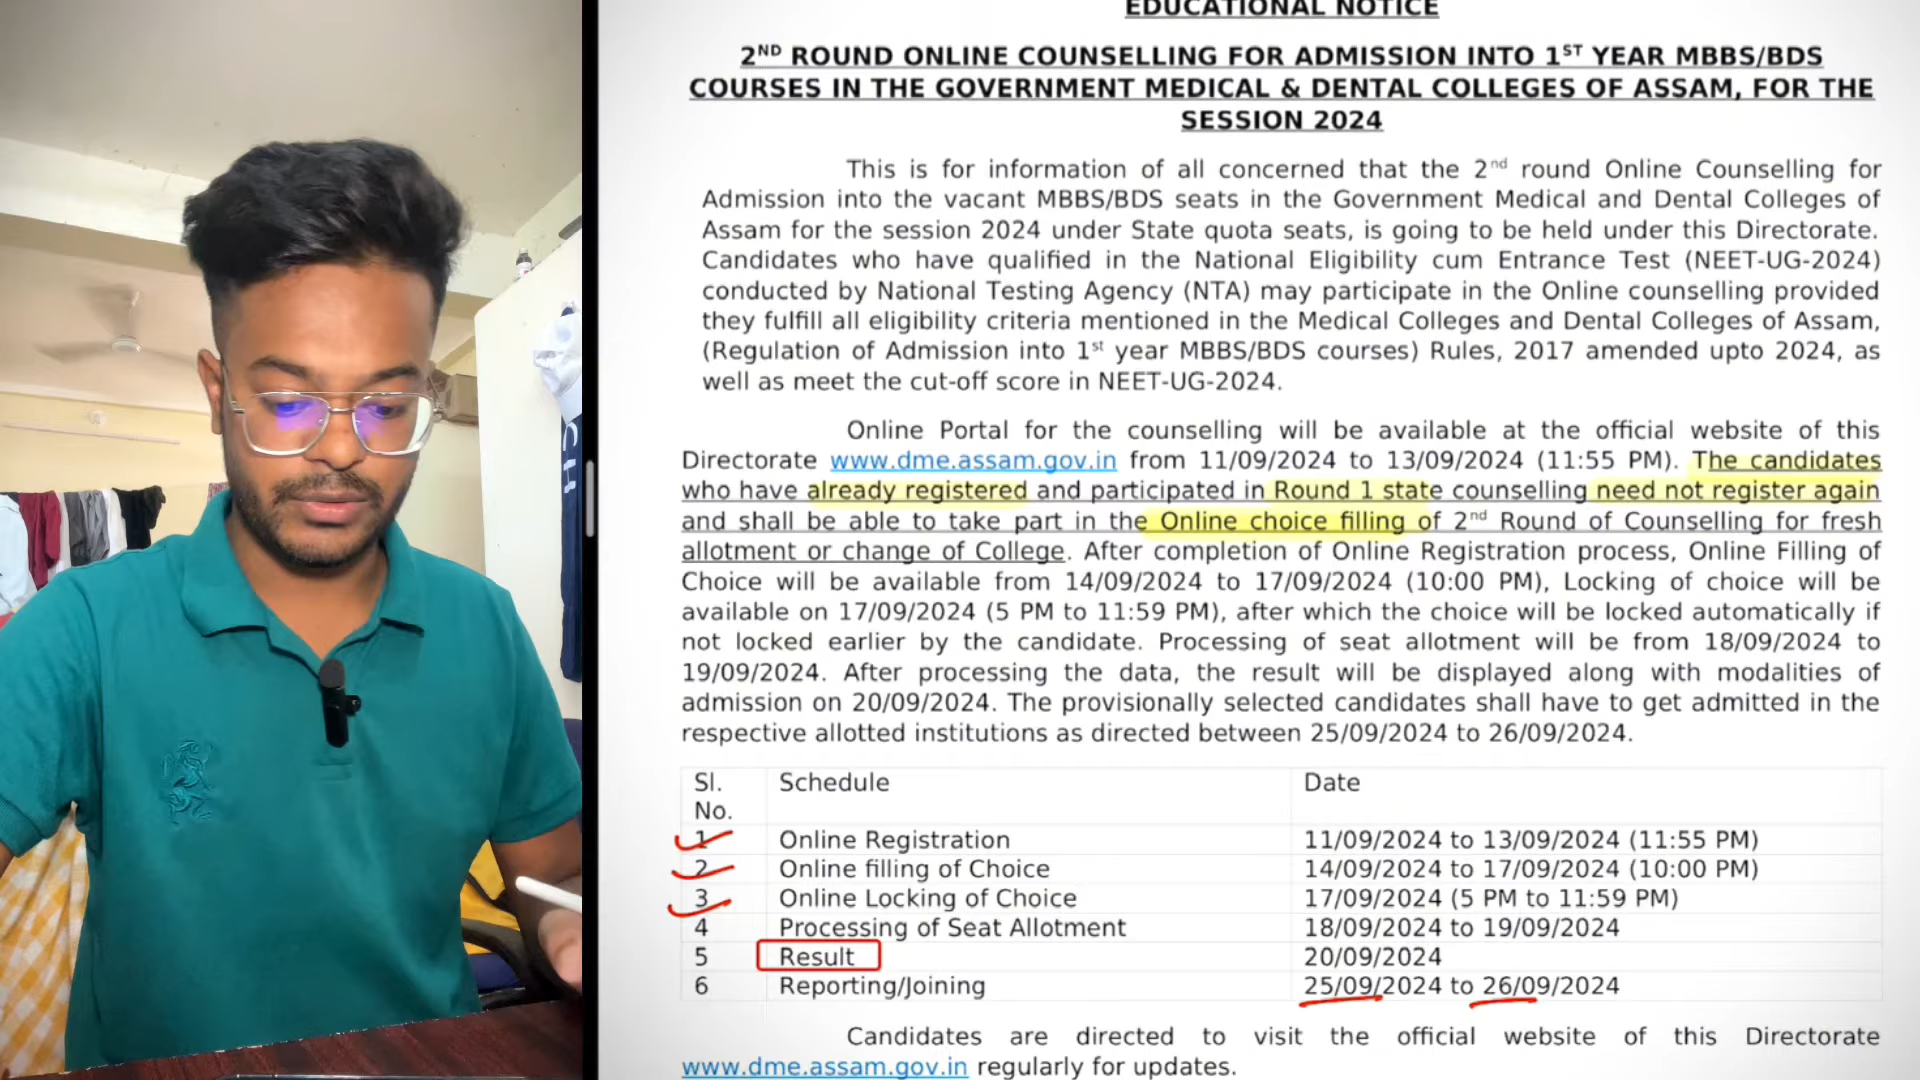 EDUCATIONAL NOTICE
2ND ROUND ONLINE COUNSELLING FOR ADMISSION INTO 1ST YEAR MBBS/BDS
COURSES IN THE GOVERNMENT MEDICAL & DENTAL COLLEGES OF ASSAM, FOR THE
SESSION 2024
This is for information of all concerned that the 2nd round Online Counselling for
Admission into the vacant MBBS/BDS seats in the Government Medical and Dental Colleges of
Assam for the session 2024 under State quota seats, is going to be held under this Directorate.
Candidates who have qualified in the National Eligibility cum Entrance Test (NEET-UG-2024)
conducted by National Testing Agency (NTA) may participate in the Online counselling provided
they fulfill all eligibility criteria mentioned in the Medical Colleges and Dental Colleges of Assam,
(Regulation of Admission into 1st year MBBS/BDS courses) Rules, 2017 amended upto 2024, as
well as meet the cut-off score in NEET-UG-2024.
Online Portal for the counselling will be available at the official website of this
Directorate www.dme.assam.gov.in from 11/09/2024 to 13/09/2024 (11:55 PM). The candidates
who have already registered and participated in Round 1 state counselling need not register again
and shall be able to take part in the Online choice filling of 2nd Round of Counselling for fresh
allotment or change of College. After completion of Online Registration process, Online Filling of
Choice will be available from 14/09/2024 to 17/09/2024 (10:00 PM), Locking of choice will be
available on 17/09/2024 (5 PM to 11:59 PM), after which the choice will be locked automatically if
not locked earlier by the candidate. Processing of seat allotment will be from 18/09/2024 to
19/09/2024. After processing the data, the result will be displayed along with modalities of
admission on 20/09/2024. The provisionally selected candidates shall have to get admitted in the
respective allotted institutions as directed between 25/09/2024 to 26/09/2024.
Sl. No. Schedule Date
1 Online Registration 11/09/2024 to 13/09/2024 (11:55 PM)
2 Online filling of Choice 14/09/2024 to 17/09/2024 (10:00 PM)
3 Online Locking of Choice 17/09/2024 (5 PM to 11:59 PM)
4 Processing of Seat Allotment 18/09/2024 to 19/09/2024
5 Result 20/09/2024
6 Reporting/Joining 25/09/2024 to 26/09/2024
Candidates are directed to visit the official website of this Directorate
www.dme.assam.gov.in regularly for updates.